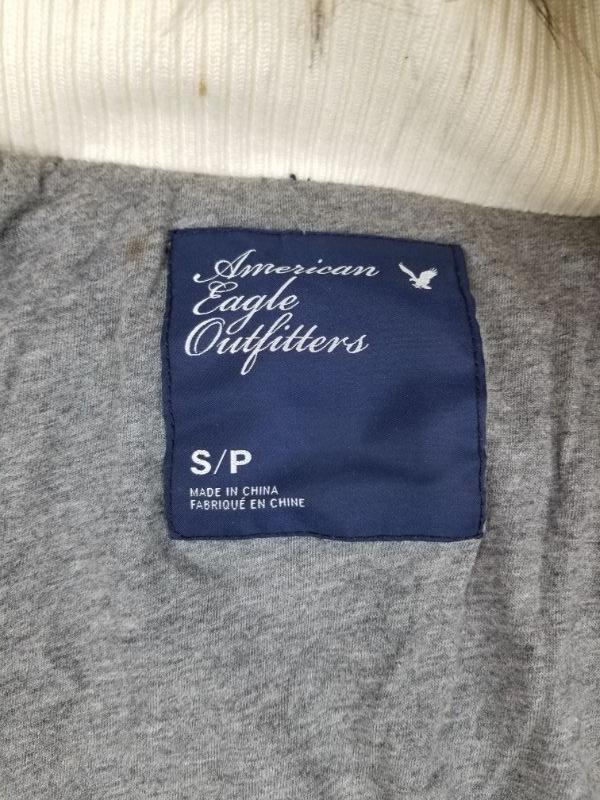 American
Eagle
Outfitters
S/P
MADE IN CHINA
FABRIQUÉ EN CHINE